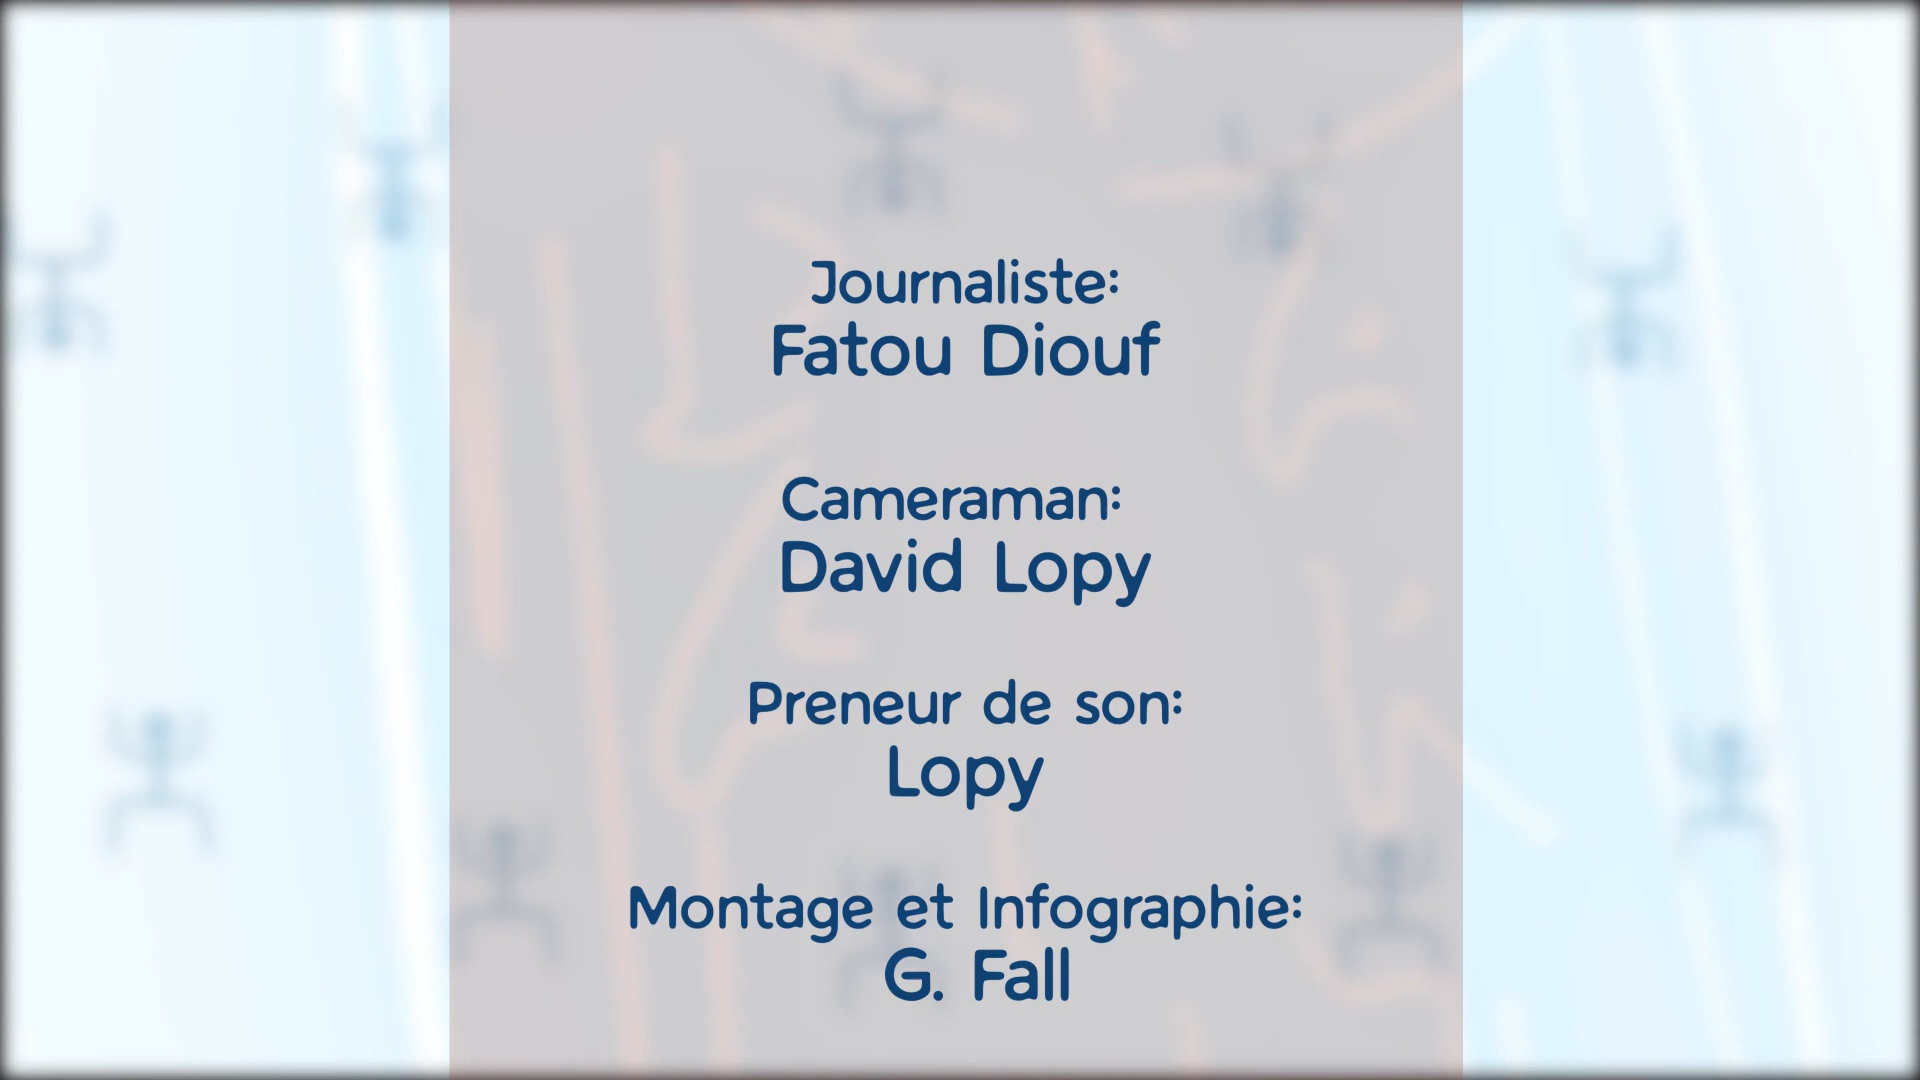 Journaliste:
Fatou Diouf
Cameraman:
David Lopy
Preneur de son:
Lopy
Montage et Infographie:
G. Fall